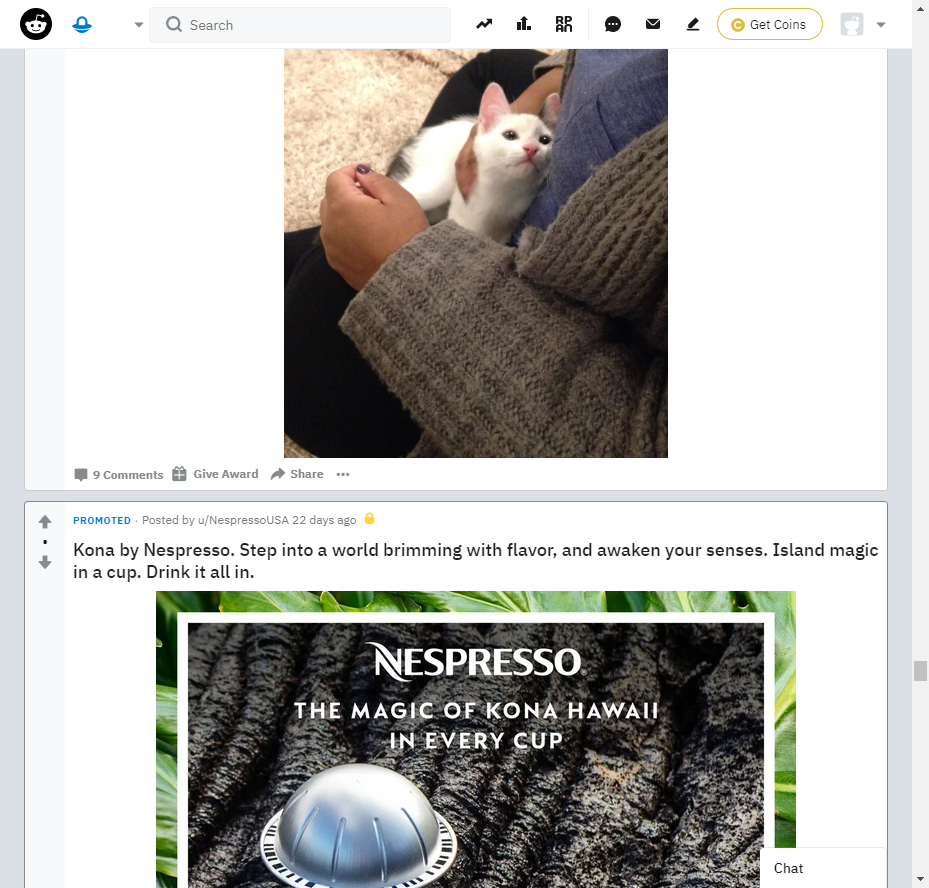 Search
RPAN
Get Coins
9 Comments
Give Award
Share
PROMOTED · Posted by u/NespressoUSA 22 days ago
Kona by Nespresso. Step into a world brimming with flavor, and awaken your senses. Island magic
in a cup. Drink it all in.
NESPRESSO®
THE MAGIC OF KONA HAWAII
IN EVERY CUP
Chat